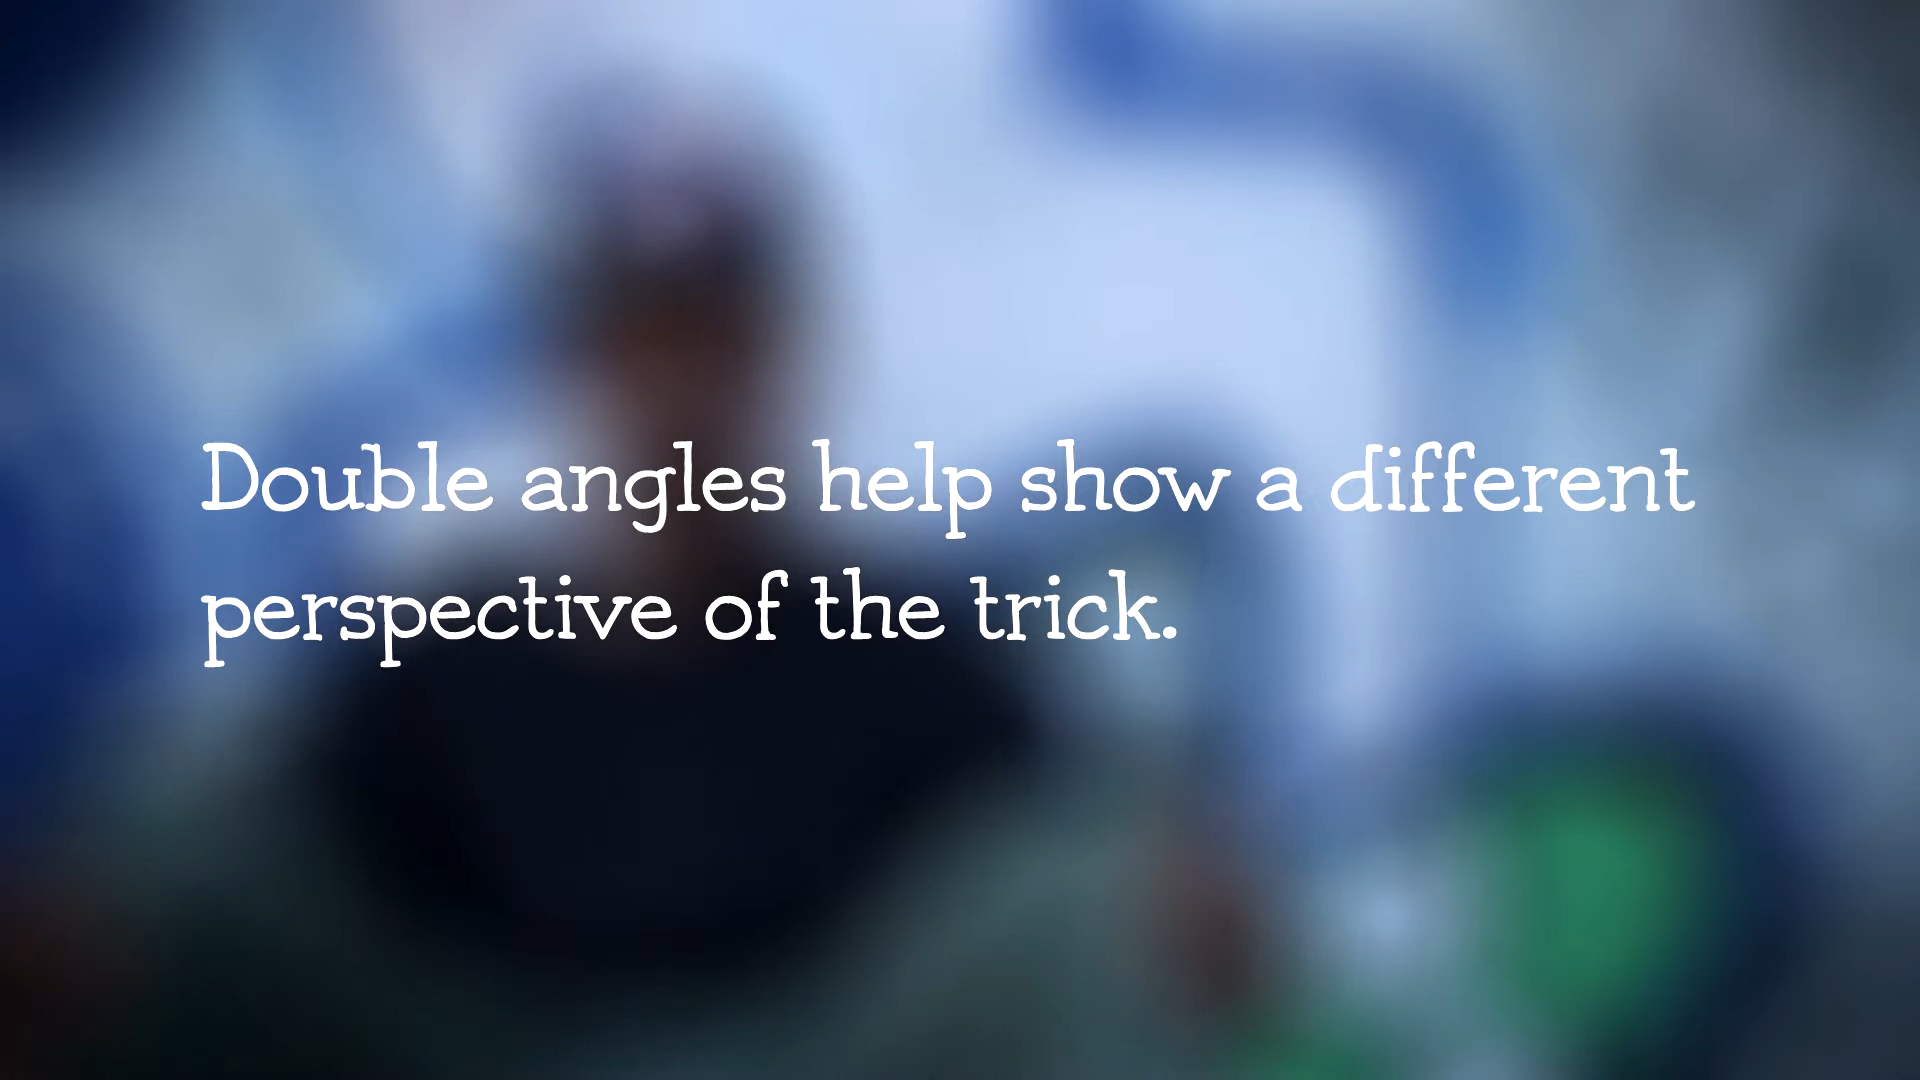 Double angles help show a different
perspective of the trick.